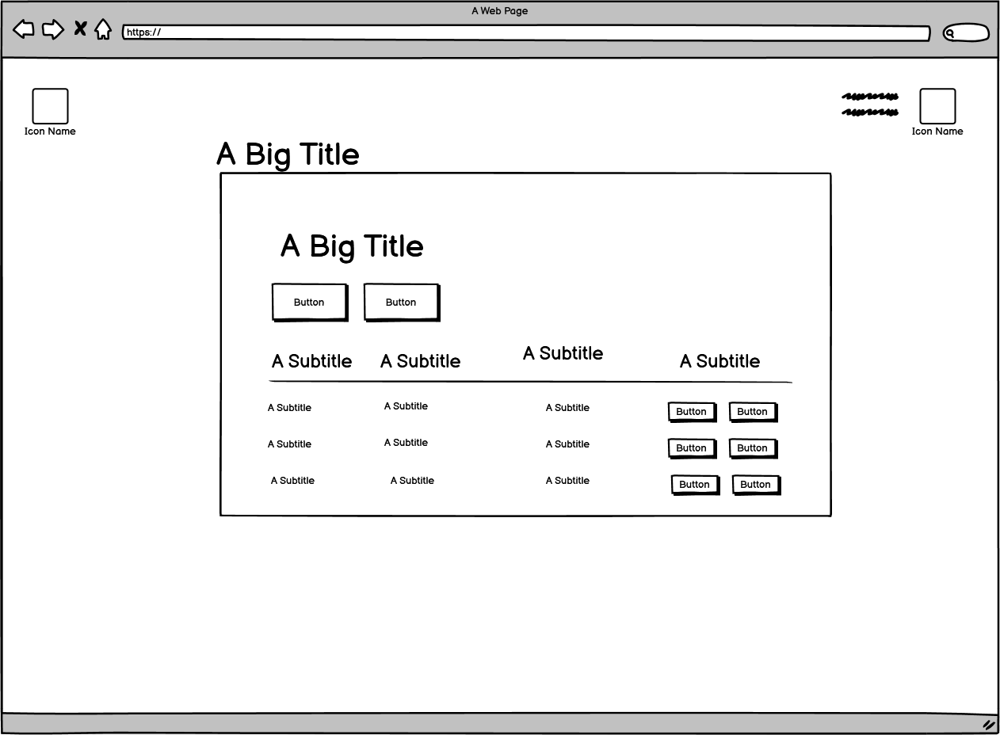 A Web Page
https://
Icon Name
Icon Name
A Big Title
A Big Title
Button Button
A Subtitle A Subtitle A Subtitle A Subtitle
A Subtitle A Subtitle A Subtitle Button Button
A Subtitle A Subtitle A Subtitle Button Button
A Subtitle A Subtitle A Subtitle Button Button